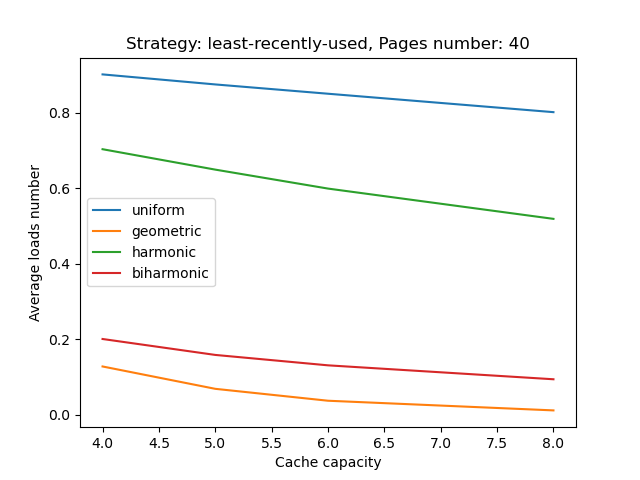 Strategy: least-recently-used, Pages number: 40
Average loads number
0.8
0.6
0.4
0.2
0.0
uniform
geometric
harmonic
biharmonic
4.0 4.5 5.0 5.5 6.0 6.5 7.0 7.5 8.0
Cache capacity